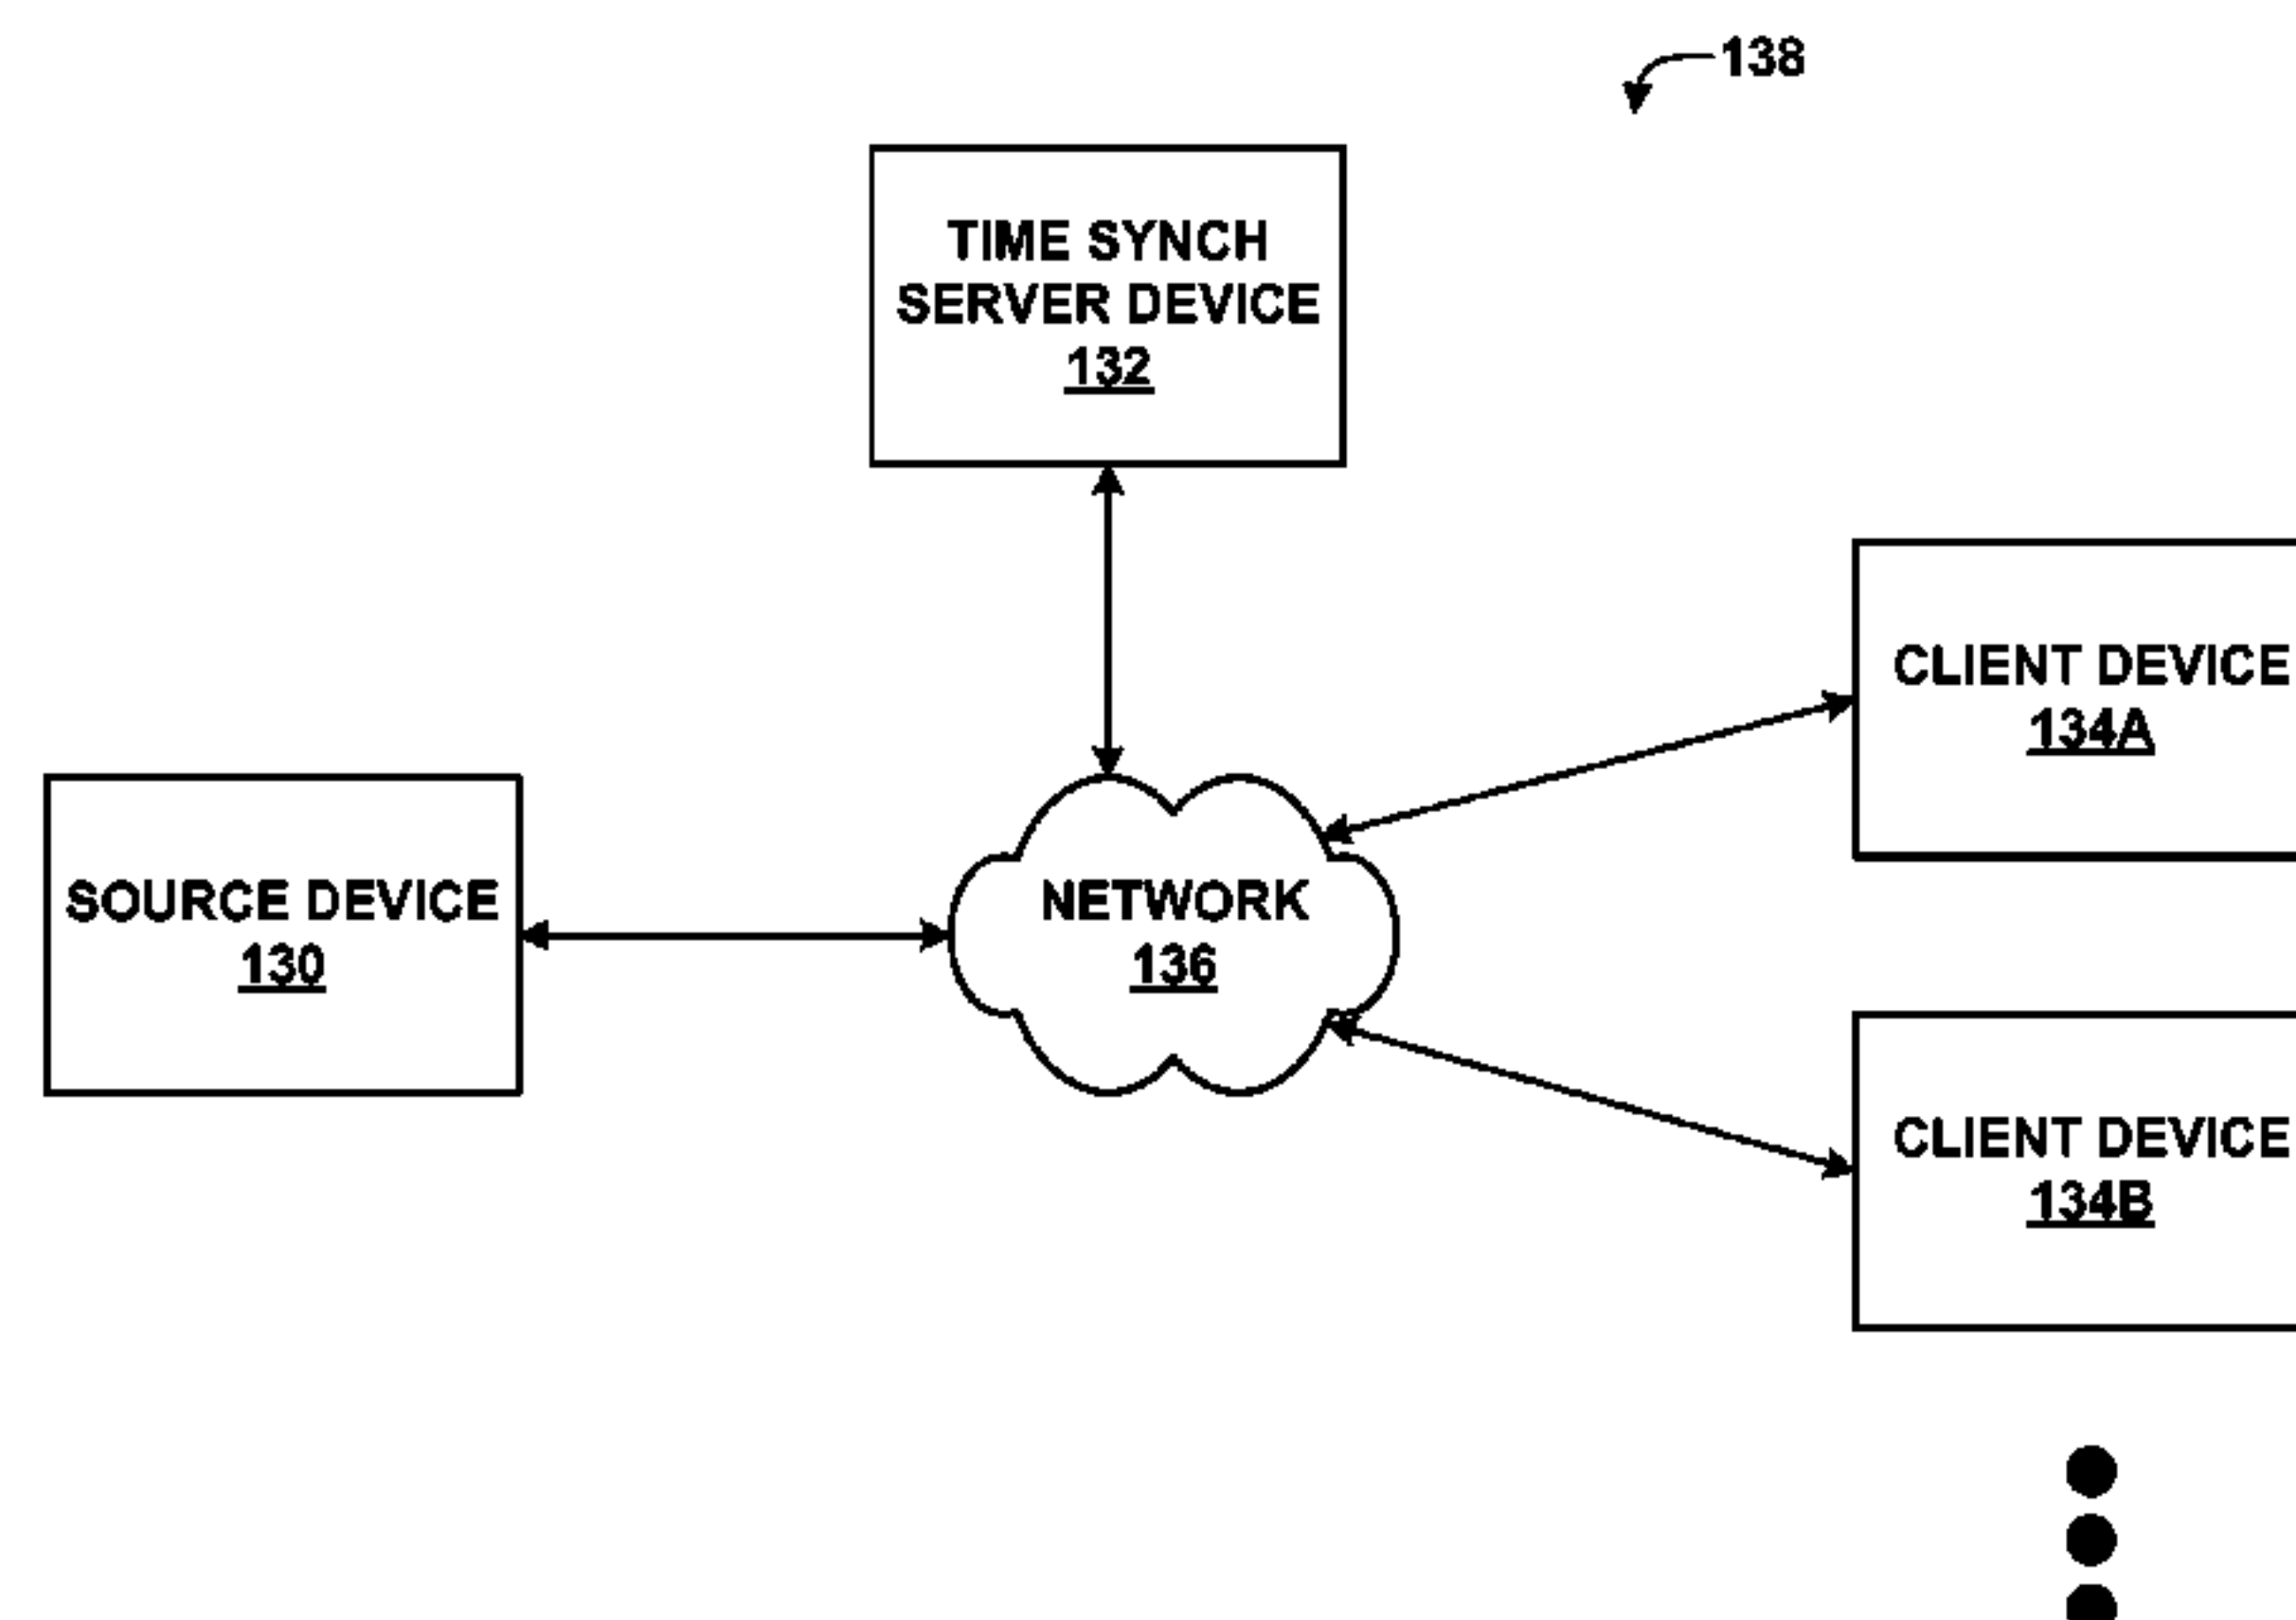 138
TIME SYNCH
SERVER DEVICE
132
CLIENT DEVICE
134A
SOURCE DEVICE
130
NETWORK
136
CLIENT DEVICE
134B